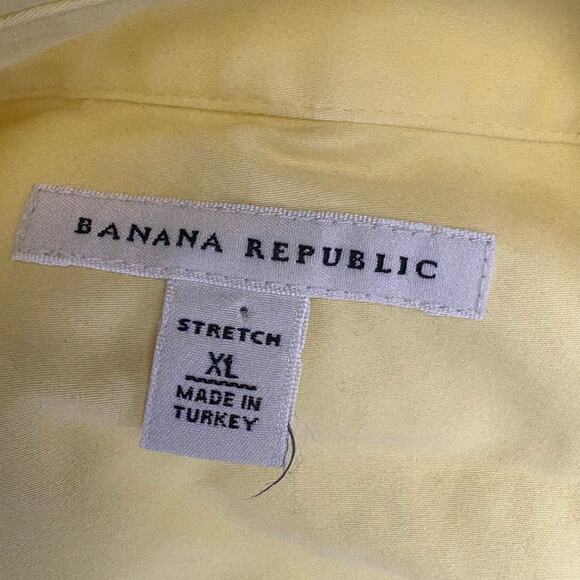 BANANA REPUBLIC
STRETCH
XL
MADE IN
TURKEY